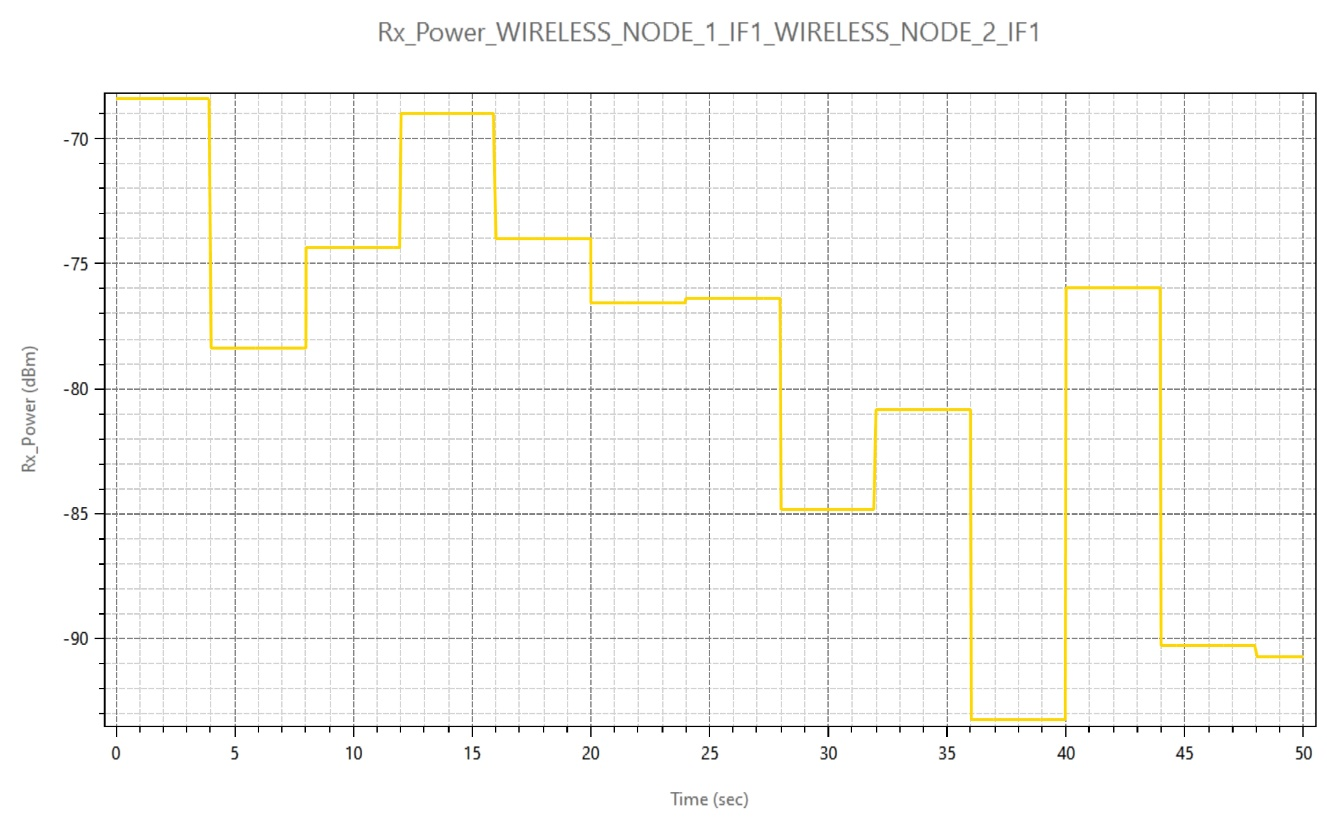 Rx_Power_WIRELESS_NODE_1_IF1_WIRELESS_NODE_2_IF1
-70
-75
-80
-85
-90
Rx_Power (dBm)
0 5 10 15 20 25 30 35 40 45 50
Time (sec)